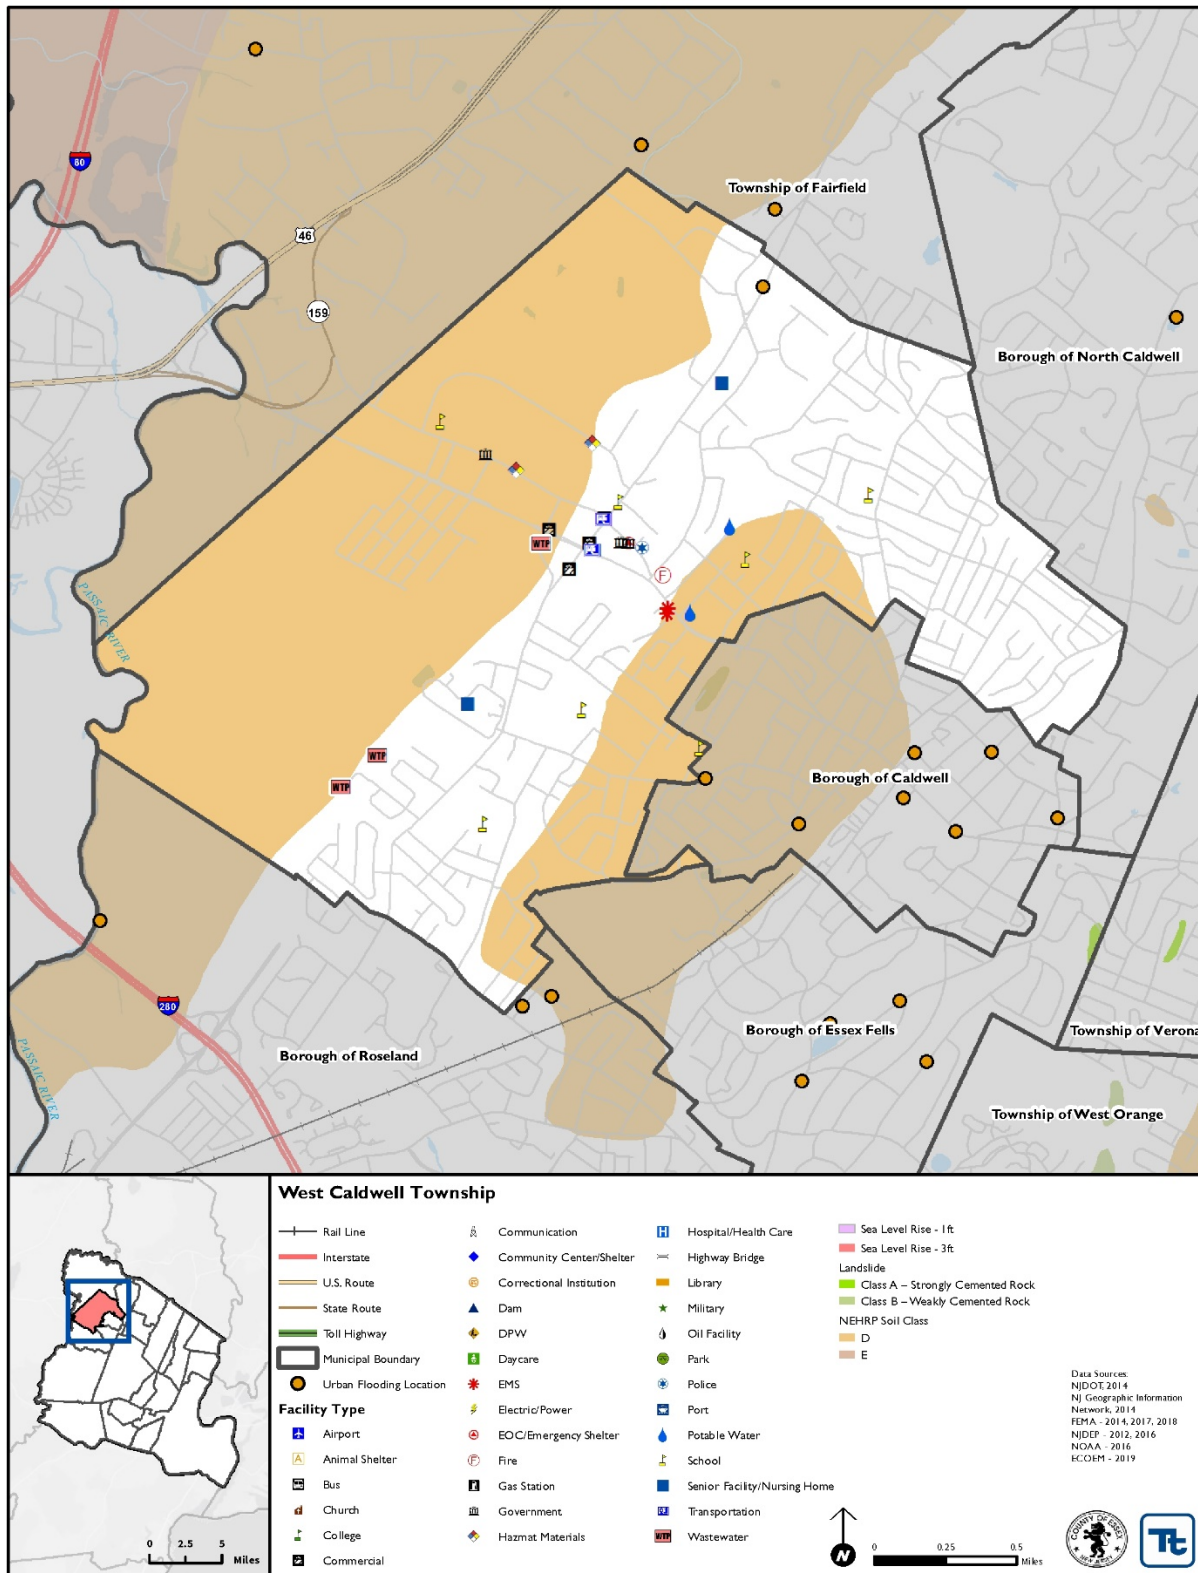 Township of Fairfield
80
46
159
Borough of North Caldwell
WTP
F
PASSAIC RIVER
WTP
WTP
Borough of Caldwell
280
Borough of Essex Fells
Township of Verona
Borough of Roseland
PASSAIC RIVER
Township of West Orange
West Caldwell Township
Rail Line
Interstate
U.S. Route
State Route
Toll Highway
Municipal Boundary
Urban Flooding Location
Facility Type
Airport
A Animal Shelter
Bus
Church
College
Commercial
Communication
Community Center/Shelter
Correctional Institution
Dam
DPW
Daycare
EMS
Electric/Power
EOC/Emergency Shelter
F Fire
Gas Station
Government
Hazmat Materials
H Hospital/Health Care
Highway Bridge
Library
Military
Oil Facility
Park
Police
Port
Potable Water
School
Senior Facility/Nursing Home
Transportation
WTP Wastewater
Sea Level Rise - 1ft
Sea Level Rise - 3ft
Landslide
Class A – Strongly Cemented Rock
Class B – Weakly Cemented Rock
NEHRP Soil Class
D
E
Data Sources:
NJDOT, 2014
NJ Geographic Information
Network, 2014
FEMA - 2014, 2017, 2018
NJDEP - 2012, 2016
NOAA - 2016
ECOEM - 2019
0 2.5 5
Miles
N
0 0.25 0.5
Miles
COUNTY OF ESSEX
NEW JERSEY
Tt